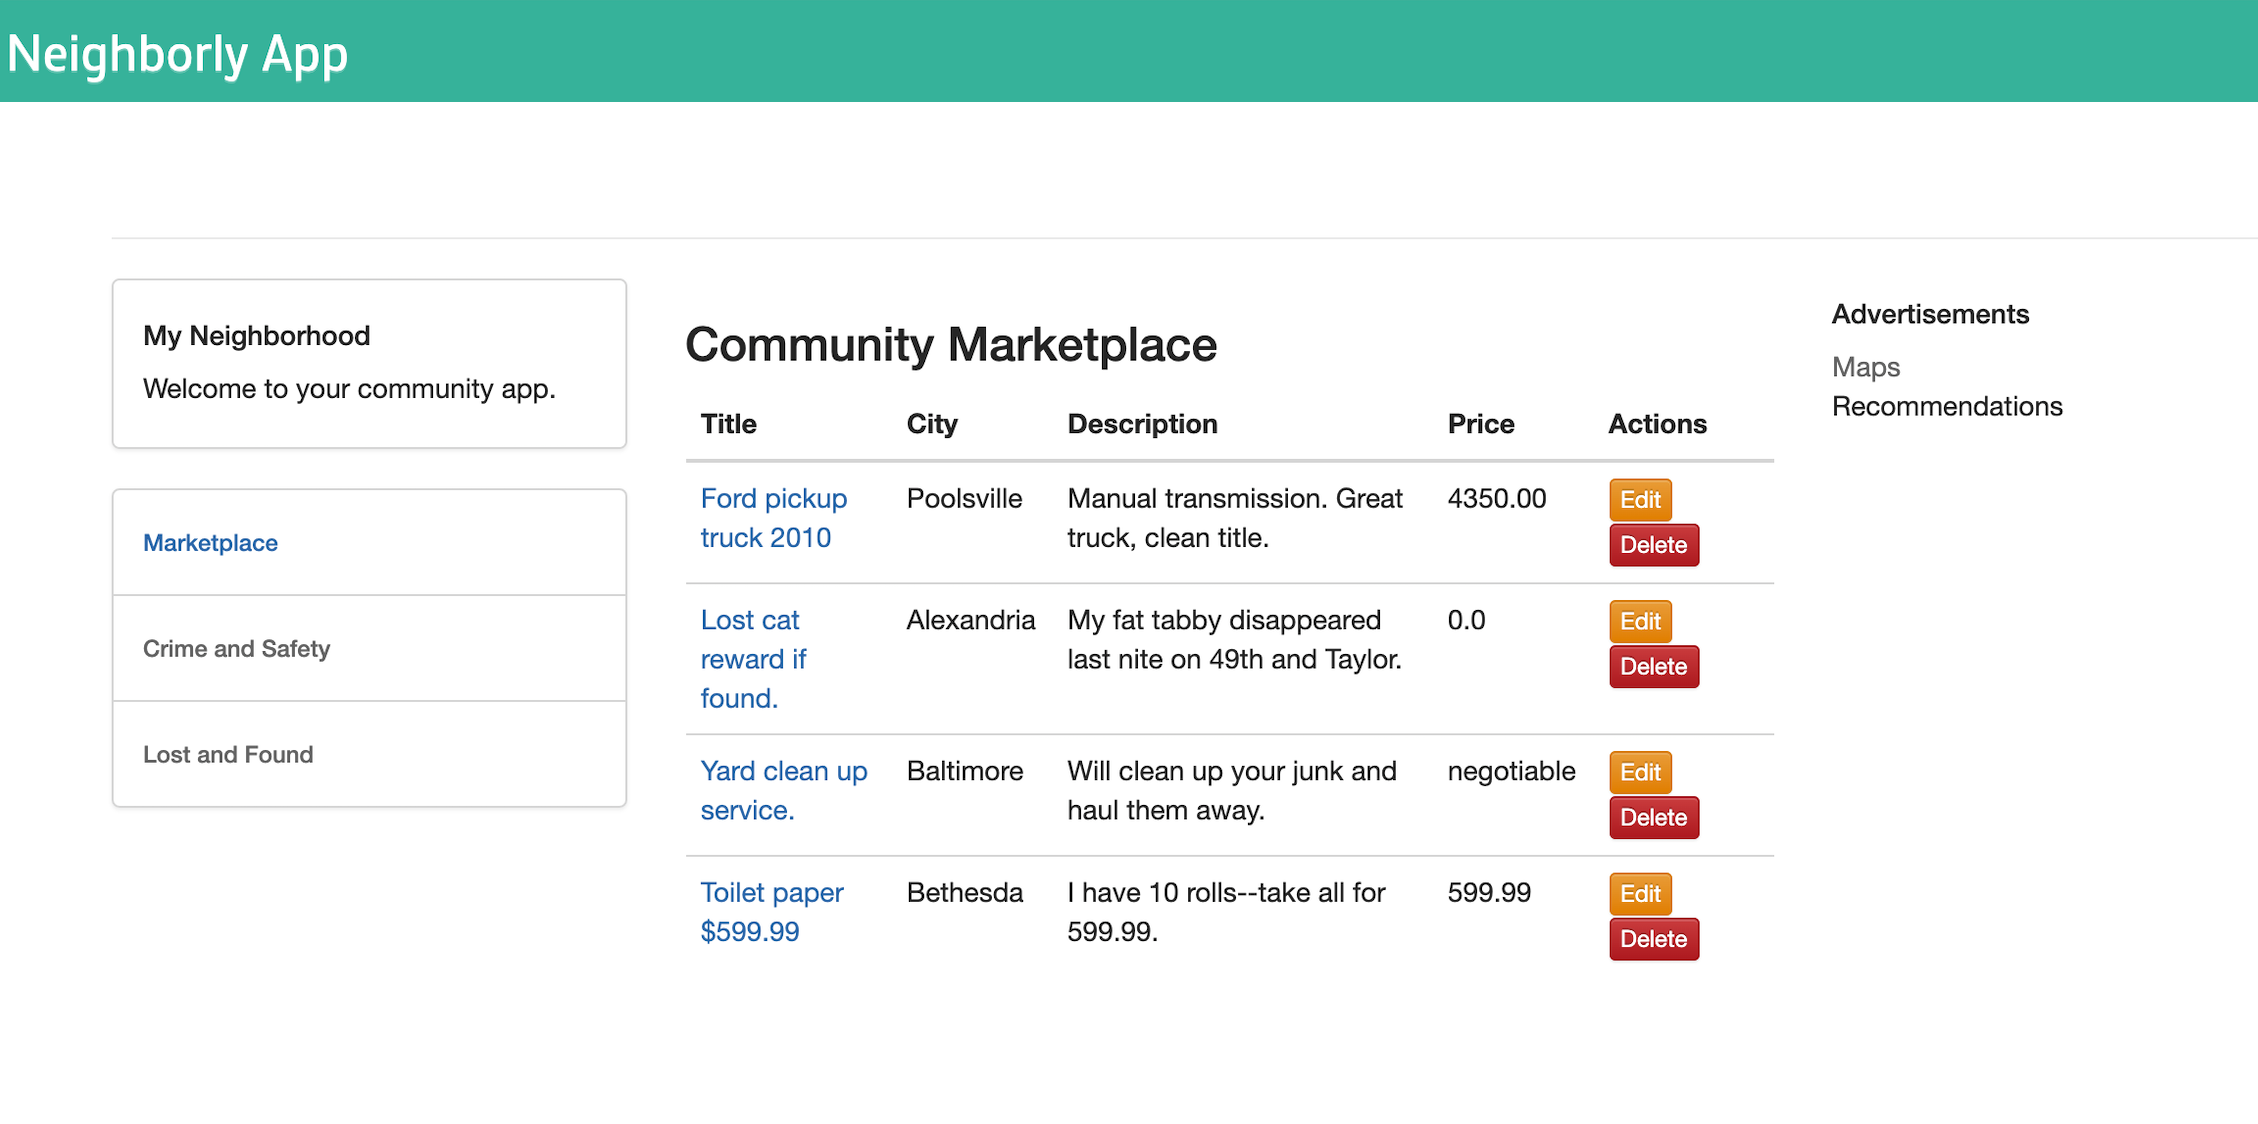 Neighborly App
My Neighborhood
Welcome to your community app.
Marketplace
Crime and Safety
Lost and Found
Community Marketplace
Title City Description Price Actions
Ford pickup Poolsville Manual transmission. Great 4350.00 Edit
truck 2010 truck, clean title. Delete
Lost cat Alexandria My fat tabby disappeared 0.0 Edit
reward if last nite on 49th and Taylor. Delete
found.
Yard clean up Baltimore Will clean up your junk and negotiable Edit
service. haul them away. Delete
Toilet paper Bethesda I have 10 rolls--take all for 599.99 Edit
$599.99 599.99. Delete
Advertisements
Maps
Recommendations